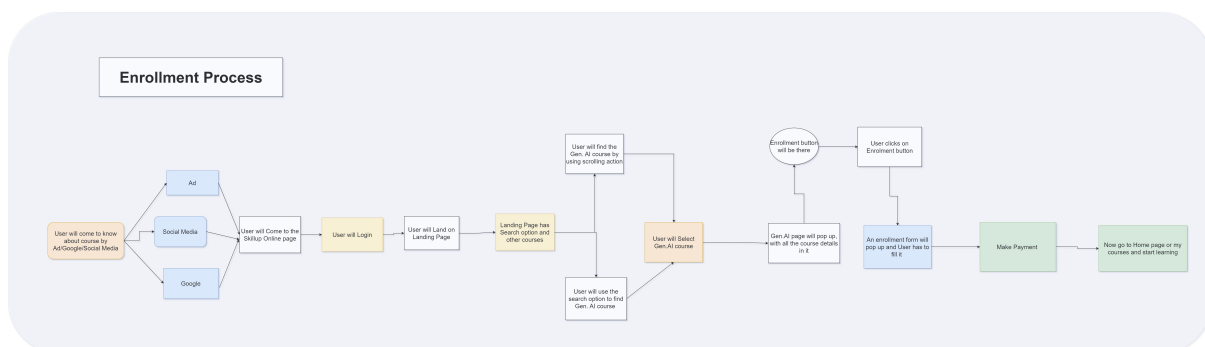 Enrollment Process
User will come to know
about course by
Ad/Google/Social Media
Ad
Social Media
Google
User will Come to the
Skillup Online page
User will Login
User will Land on
Landing Page
Landing Page has
Search option and
other courses
User will find the
Gen. AI course by
using scrolling action
User will use the
search option to find
Gen. AI course
User will Select
Gen.AI course
Gen.AI page will pop up,
with all the course details
in it
Enrollment button
will be there
User clicks on
Enrolment button
An enrollment form will
pop up and User has to
fill it
Make Payment
Now go to Home page or my
courses and start learning